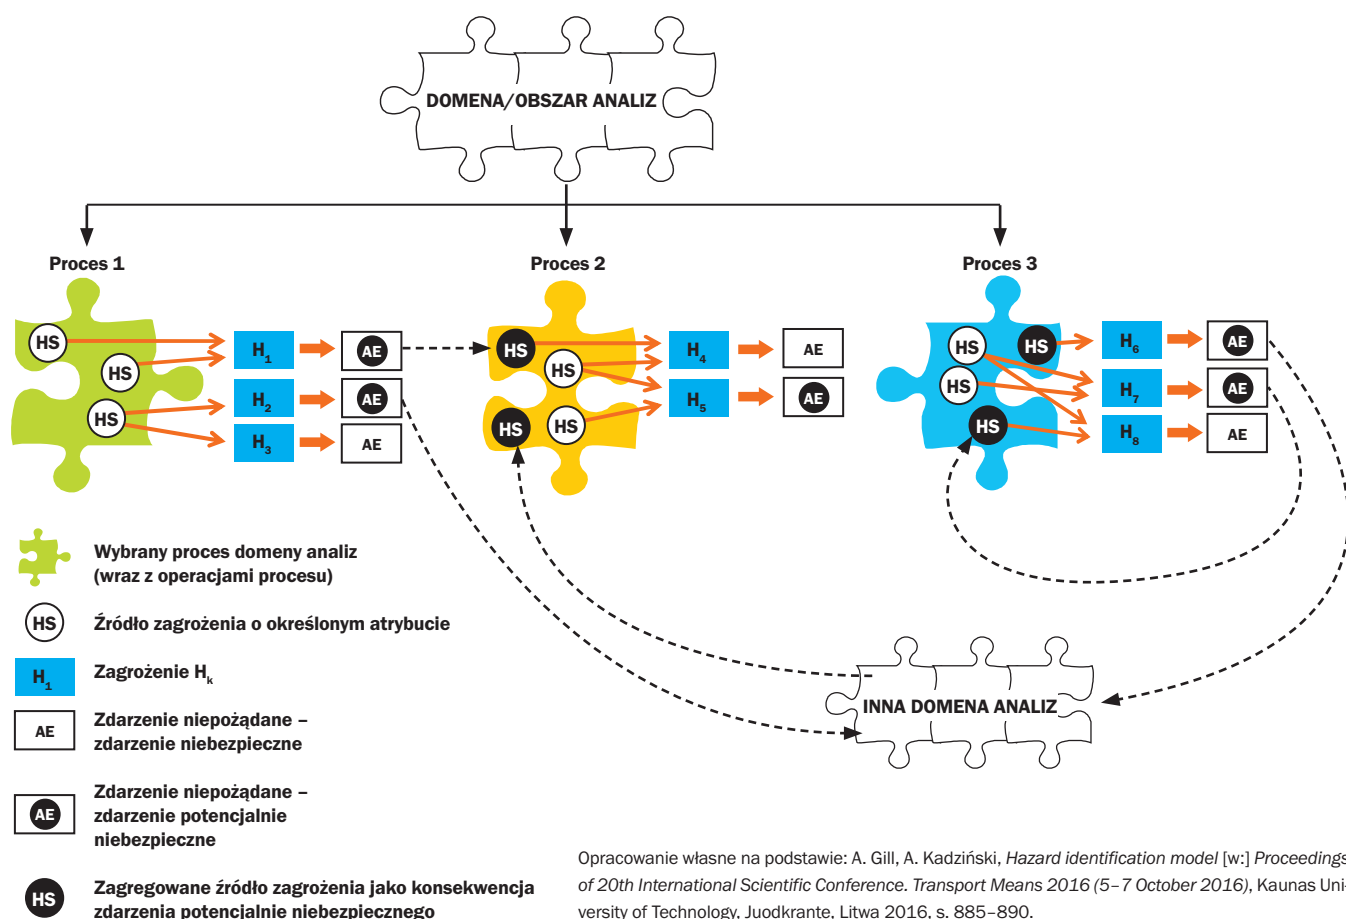 DOMENA/OBSZAR ANALIZ
Proces 1
Proces 2
Proces 3
HS
HS
HS
H1
AE
H2
AE
H3
AE
HS
HS
HS
HS
H4
AE
H5
AE
HS
HS
HS
HS
H6
AE
H7
AE
H8
AE
Wybrany proces domeny analiz
(wraz z operacjami procesu)
HS
Źródło zagrożenia o określonym atrybucie
H1
Zagrożenie Hk
AE
Zdarzenie niepożądane –
zdarzenie niebezpieczne
AE
Zdarzenie niepożądane –
zdarzenie potencjalnie
niebezpieczne
HS
Zagregowane źródło zagrożenia jako konsekwencja
zdarzenia potencjalnie niebezpiecznego
INNA DOMENA ANALIZ
Opracowanie własne na podstawie: A. Gill, A. Kadziński, Hazard identification model [w:] Proceedings
of 20th International Scientific Conference. Transport Means 2016 (5–7 October 2016), Kaunas Uni-
versity of Technology, Juodkrante, Litwa 2016, s. 885–890.